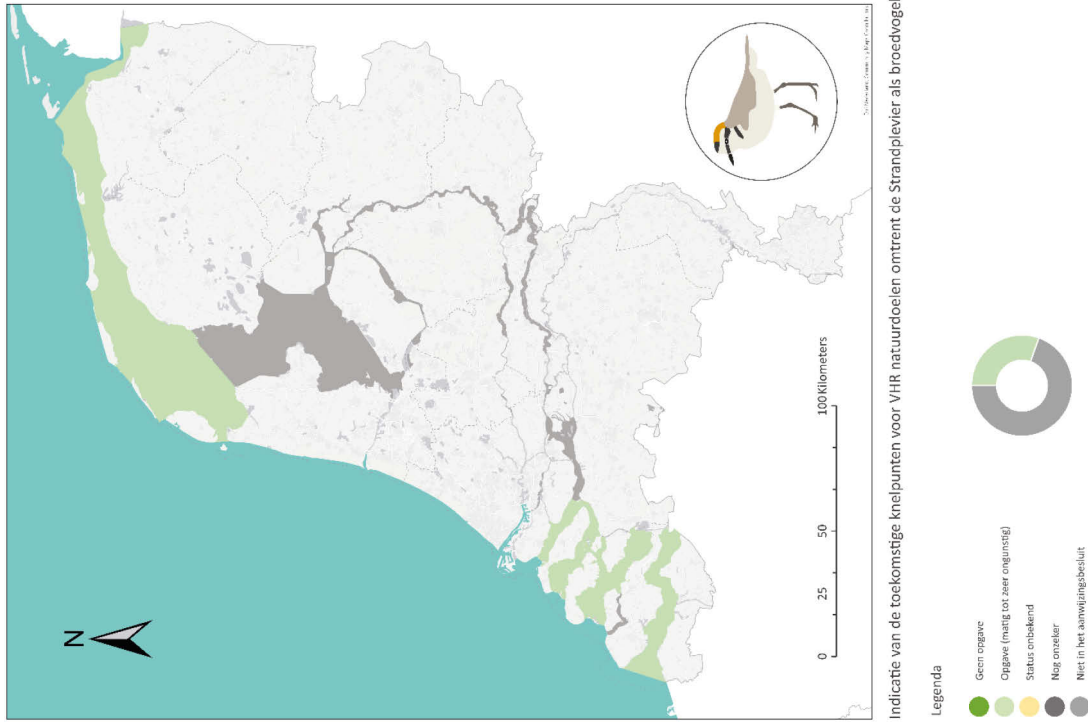 N
0 25 50 100 Kilometers
Indicatie van de toekomstige knelpunten voor VHR natuurdoelen omtrent de Strandplevier als broedvogel
Legenda
Geen opgave
Opgave (matig tot zeer ongunstig)
Status onbekend
Nog onzeker
Niet in het aanwijzingsbesluit